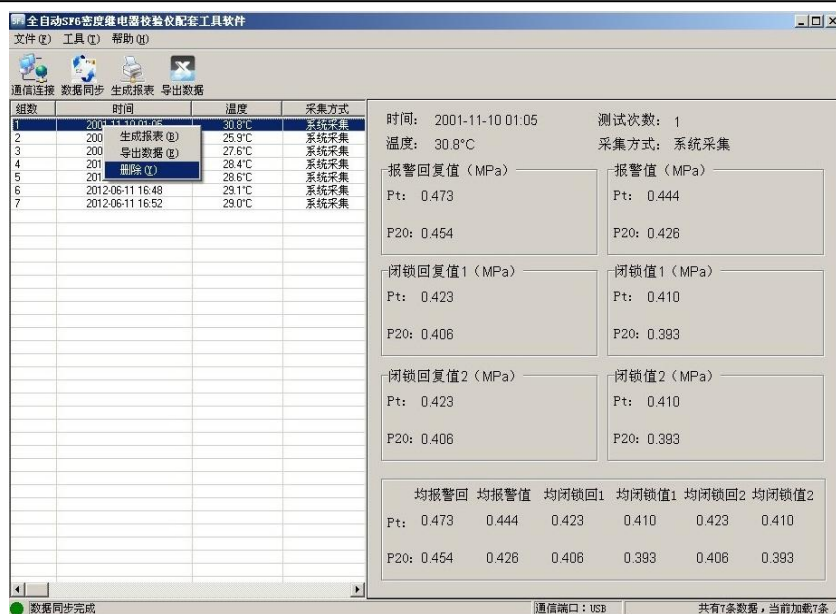 全自动SF6密度继电器校验仪配套工具软件
文件(F) 工具(T) 帮助(H)
通信连接 数据同步 生成报表 导出数据
组数 时间 温度 采集方式
1 2001-11-10 01:05 30.8°C 系统采集
2 200 25.9°C 系统采集
3 200 27.6°C 系统采集
4 201 28.4°C 系统采集
5 201 28.6°C 系统采集
6 2012-06-11 16:48 29.1°C 系统采集
7 2012-06-11 16:52 29.0°C 系统采集
生成报表(B)
导出数据(E)
删除(Y)
时间: 2001-11-10 01:05 测试次数: 1
温度: 30.8°C 采集方式: 系统采集
报警回复值(MPa) 报警值(MPa)
Pt: 0.473 Pt: 0.444
P20: 0.454 P20: 0.426
闭锁回复值1(MPa) 闭锁值1(MPa)
Pt: 0.423 Pt: 0.410
P20: 0.406 P20: 0.393
闭锁回复值2(MPa) 闭锁值2(MPa)
Pt: 0.423 Pt: 0.410
P20: 0.406 P20: 0.393
均报警回 均报警值 均闭锁回1 均闭锁值1 均闭锁回2 均闭锁值2
Pt: 0.473 0.444 0.423 0.410 0.423 0.410
P20: 0.454 0.426 0.406 0.393 0.406 0.393
数据同步完成 通信端口:USB 共有7条数据,当前加载7条